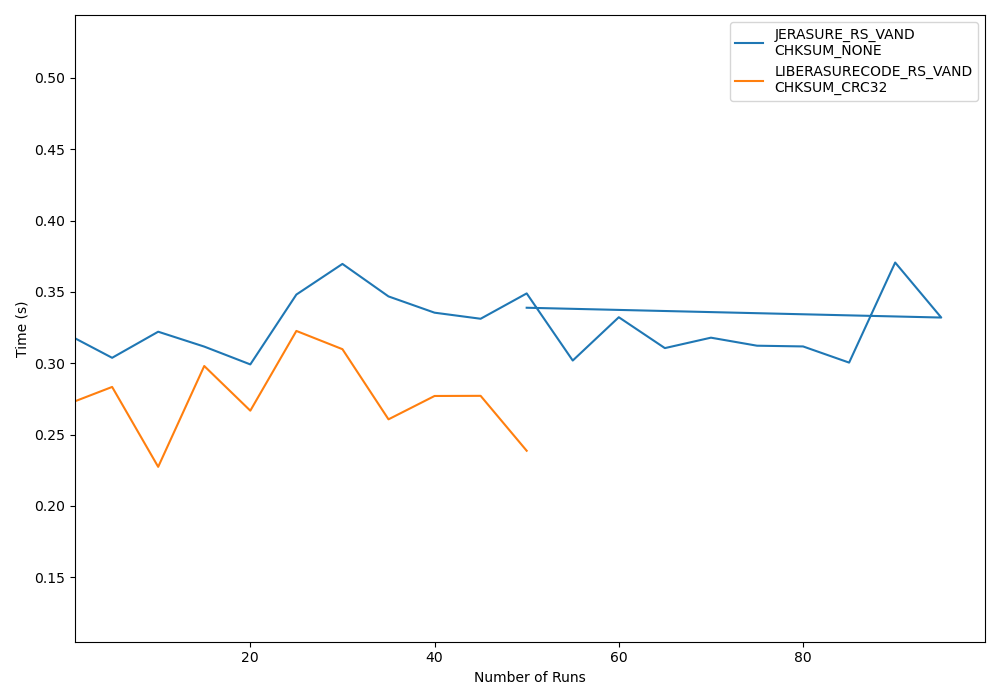 JERASURE_RS_VAND
CHKSUM_NONE
LIBERASURECODE_RS_VAND
CHKSUM_CRC32
Time (s)
0.50
0.45
0.40
0.35
0.30
0.25
0.20
0.15
20 40 60 80
Number of Runs